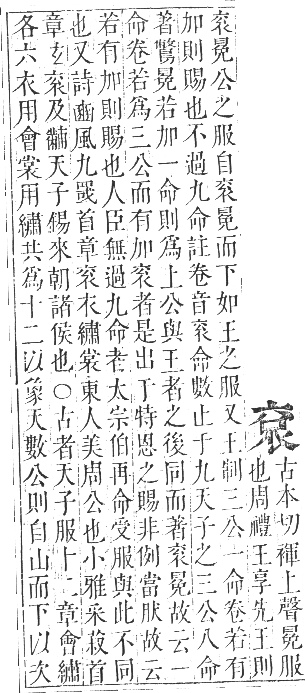 袞
古本切褌上聲冕服
也周禮王享先王則
袞冕公之服自袞冕而下如王之服又王制三公一命卷若有
加則賜也不過九命註卷音袞命數止于九天子之三公八命
著鷩冕若加一命則爲上公與王者之後同而著袞冕故云一
命卷若爲三公而有加袞者是出于特恩之賜非例當肰故云
若有加則賜也人臣無過九命者太宗伯再命受服與此不同
也又詩豳風九罭首章袞衣繡裳東人美周公也小雅采菽首
章玄袞及黼天子錫來朝諸侯也○古者天子服十二章會繡
各六衣用會裳用繡共爲十二以象天數公則自山而下以次